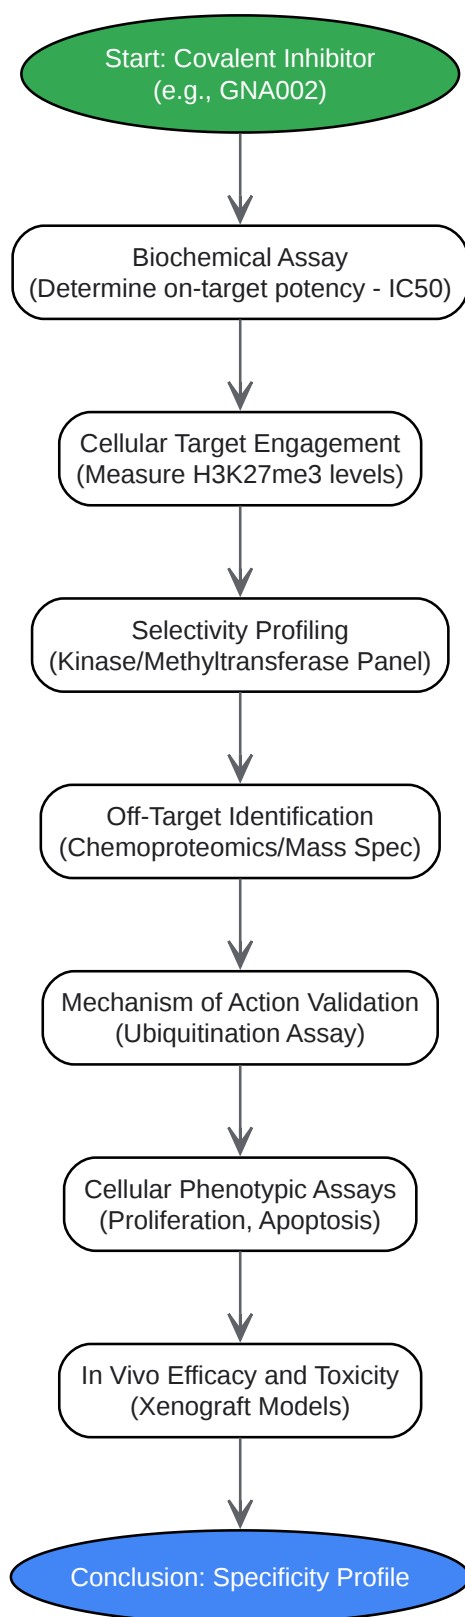 Start: Covalent Inhibitor
(e.g., GNA002)
Biochemical Assay
(Determine on-target potency - IC50)
Cellular Target Engagement
(Measure H3K27me3 levels)
Selectivity Profiling
(Kinase/Methyltransferase Panel)
Off-Target Identification
(Chemoproteomics/Mass Spec)
Mechanism of Action Validation
(Ubiquitination Assay)
Cellular Phenotypic Assays
(Proliferation, Apoptosis)
In Vivo Efficacy and Toxicity
(Xenograft Models)
Conclusion: Specificity Profile